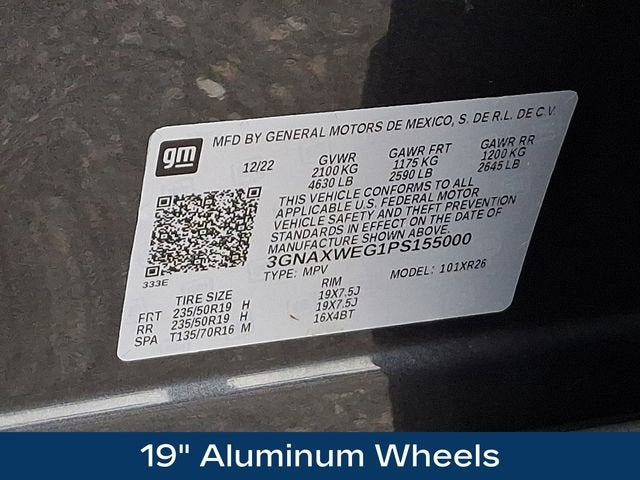 gm
MFD BY GENERAL MOTORS DE MEXICO, S. DE R.L. DE C.V.
12/22 GVWR GAWR FRT GAWR RR
2100 KG 1175 KG 1200 KG
4630 LB 2590 LB 2645 LB
THIS VEHICLE CONFORMS TO ALL
APPLICABLE U.S. FEDERAL MOTOR
VEHICLE SAFETY AND THEFT PREVENTION
STANDARDS IN EFFECT ON THE DATE OF
MANUFACTURE SHOWN ABOVE.
3GNAXWEG1PS155000
TYPE: MPV MODEL: 101XR26
333E
TIRE SIZE RIM
FRT 235/50R19 H 19X7.5J
RR 235/50R19 H 19X7.5J
SPA T135/70R16 M 16X4BT
19" Aluminum Wheels